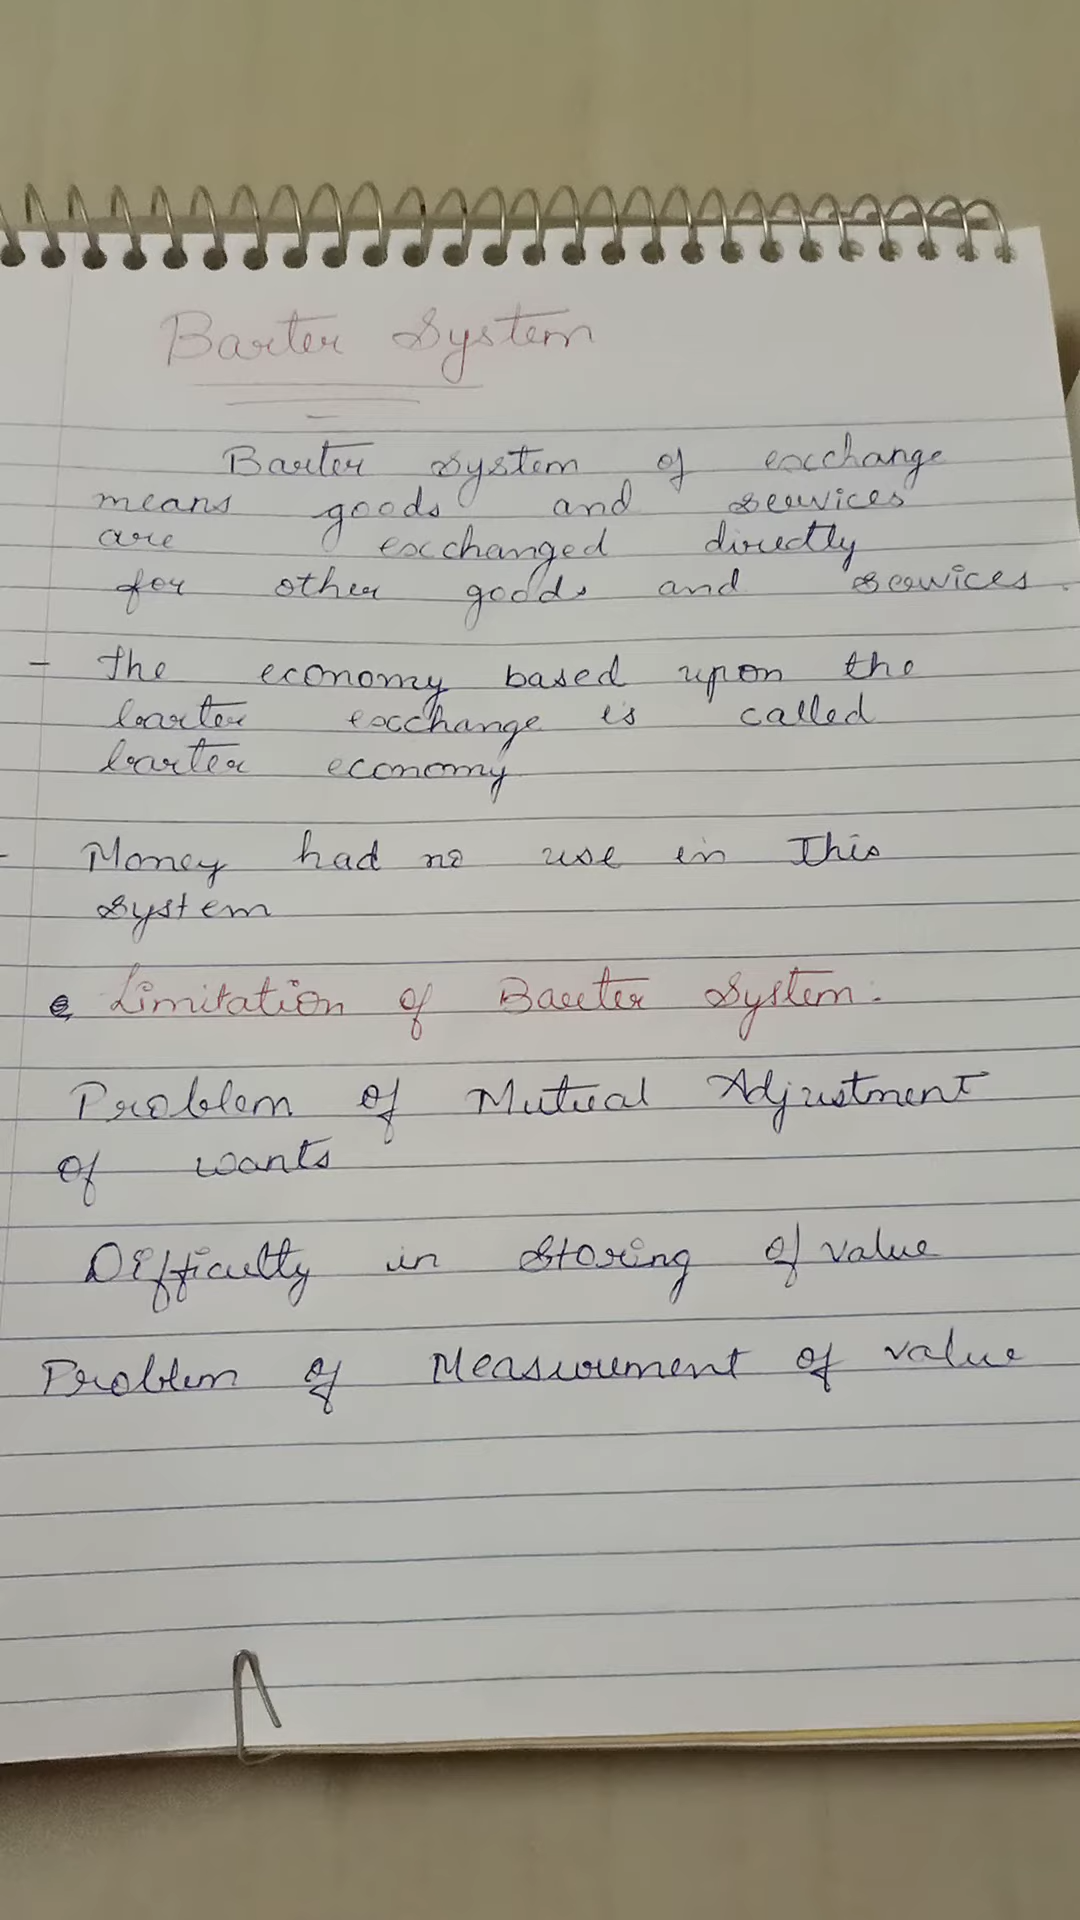 Barter System
Barter system of exchange
means goods and services
are exchanged directly
for other goods and services.
- The economy based upon the
barter exchange is called
barter economy
- Money had no use in This
system
Limitation of Barter System.
Problem of Mutual Adjustment
of wants
Difficulty in Storing of value
Problem of Measurement of value